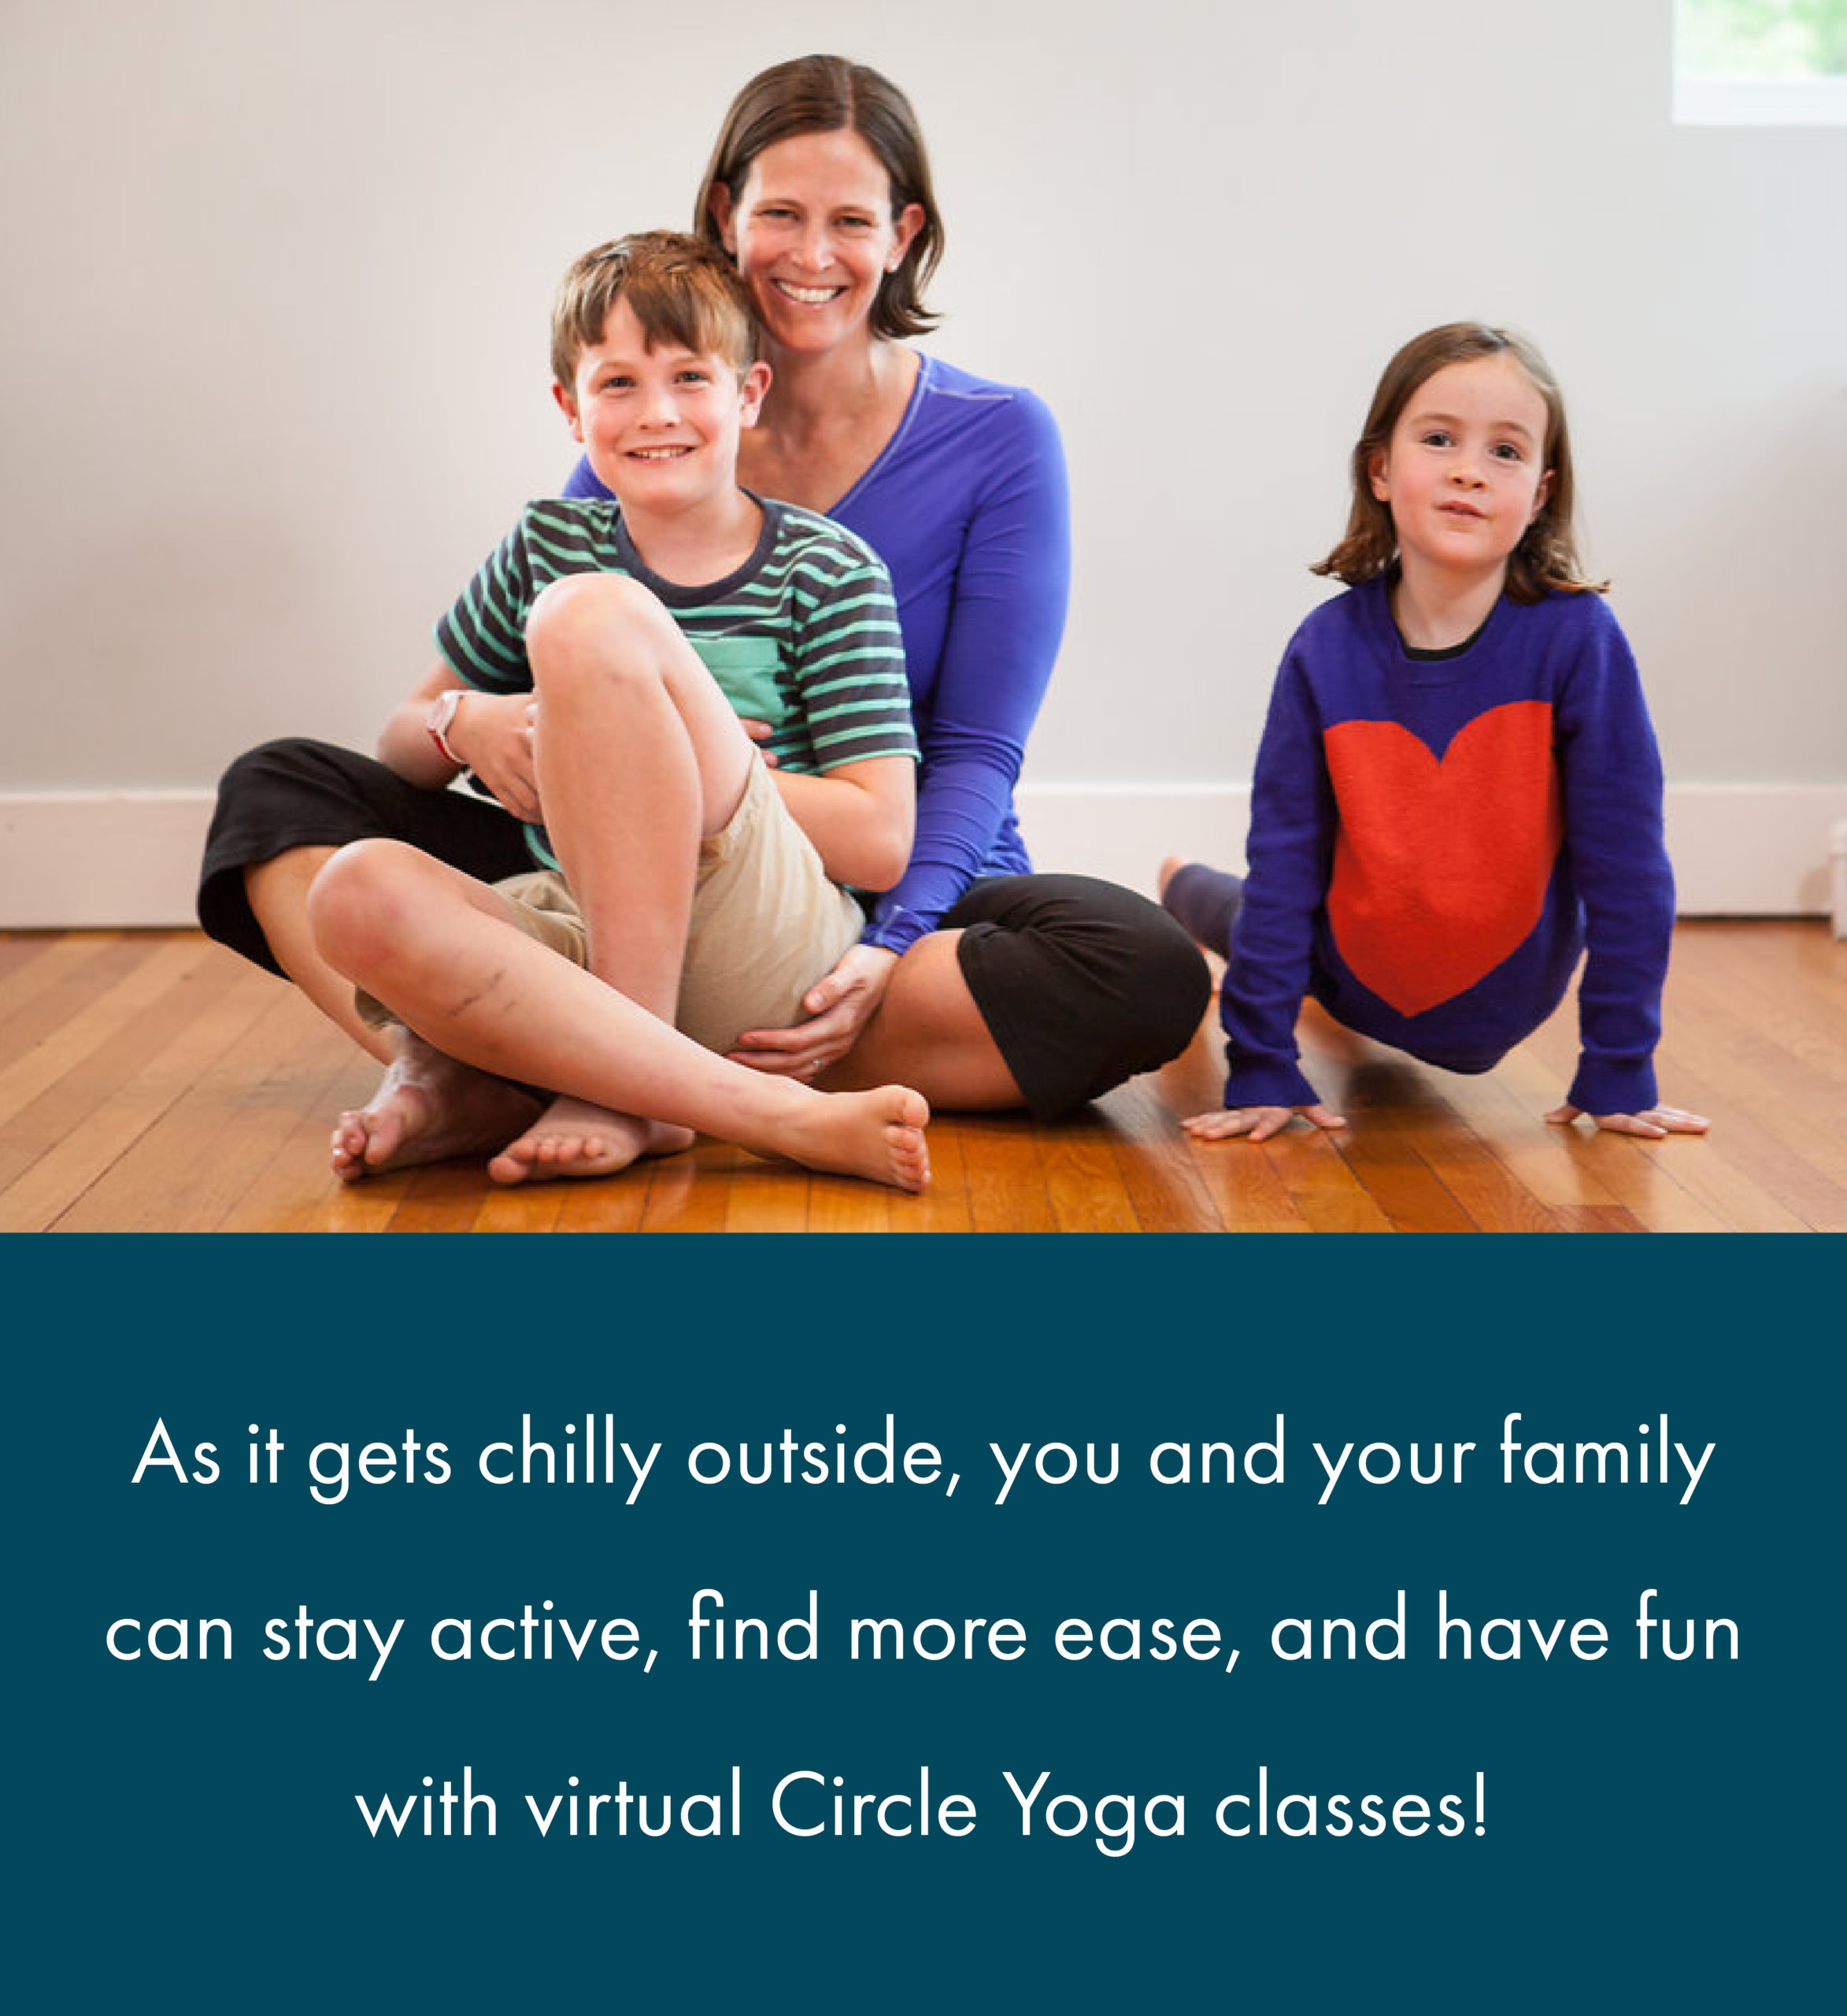 As it gets chilly outside, you and your family
can stay active, find more ease, and have fun
with virtual Circle Yoga classes!